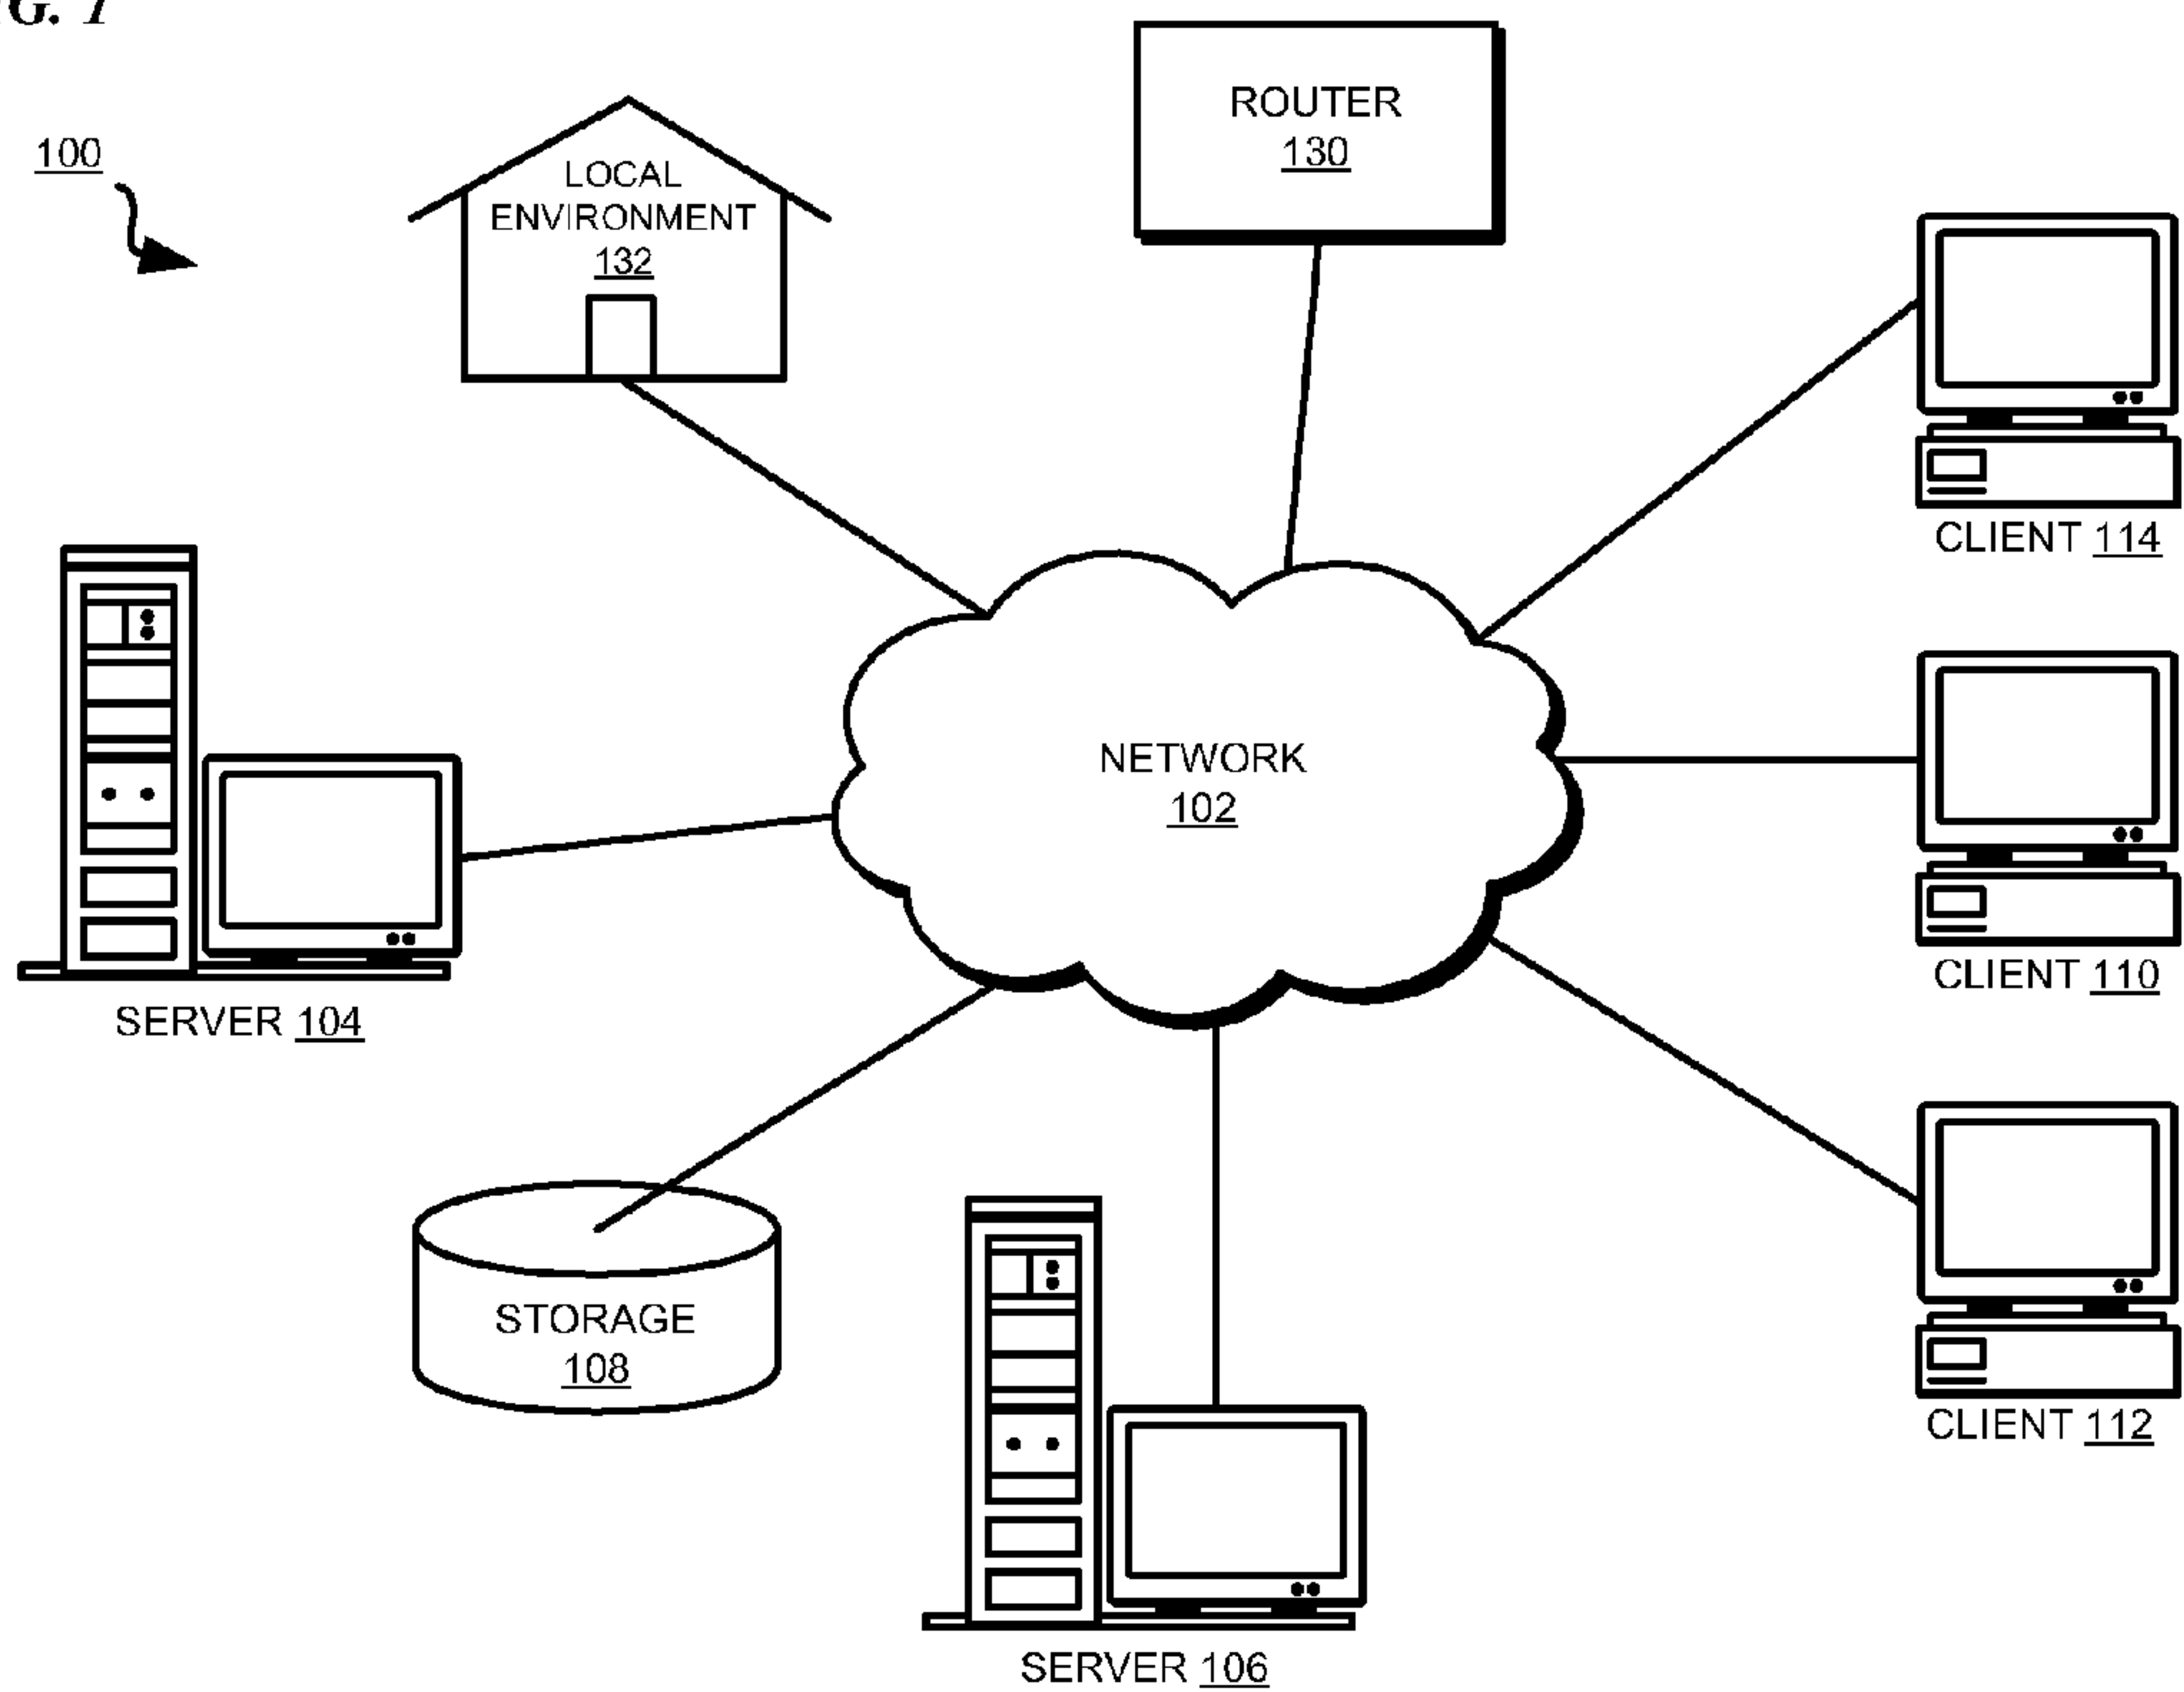 100
LOCAL
ENVIRONMENT
132
ROUTER
130
CLIENT 114
NETWORK
102
CLIENT 110
SERVER 104
STORAGE
108
CLIENT 112
SERVER 106